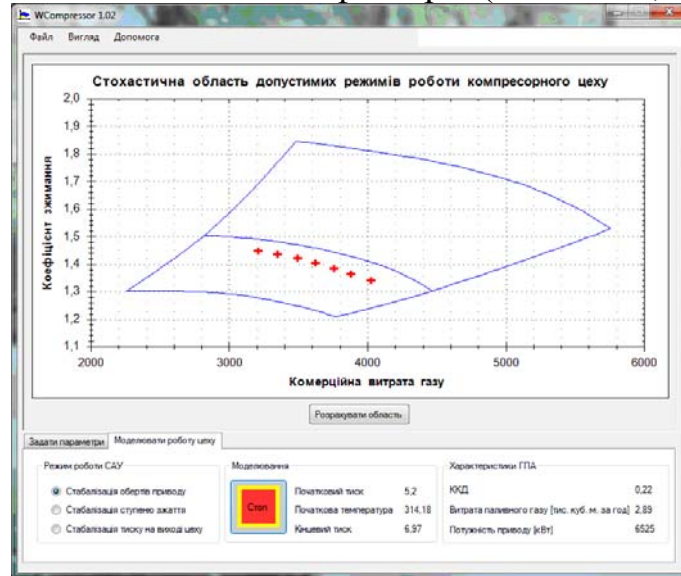 WCompressor 1.02
Файл Вигляд Допомога
Стохастична область допустимих режимів роботи компресорного цеху
2,0
1,9
1,8
1,7
1,6
1,5
1,4
1,3
1,2
1,1
Коефіцієнт зжимання
2000 3000 4000 5000 6000
Комерційна витрата газу
Розрахувати область
Задати параметри Моделювати роботу цеху
Режим роботи САУ Моделювання Характеристики ГПА
Стабалізація обертів приводу Початковий тиск 5,2 ККД 0,22
Стабалізація ступеню зжаття Стоп Початкова температура 314,18 Витрата паливного газу [тис. куб. м. за год] 2,89
Стабалізація тиску на виході цеху Кінцевий тиск 6,97 Потужність приводу [кВт] 6525